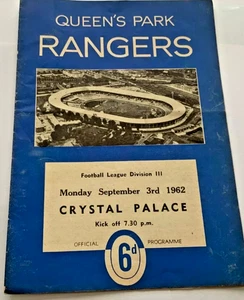 QUEEN'S PARK
RANGERS
Football League Division III
Monday September 3rd 1962
CRYSTAL PALACE
Kick off 7.30 p.m.
OFFICIAL 6d PROGRAMME